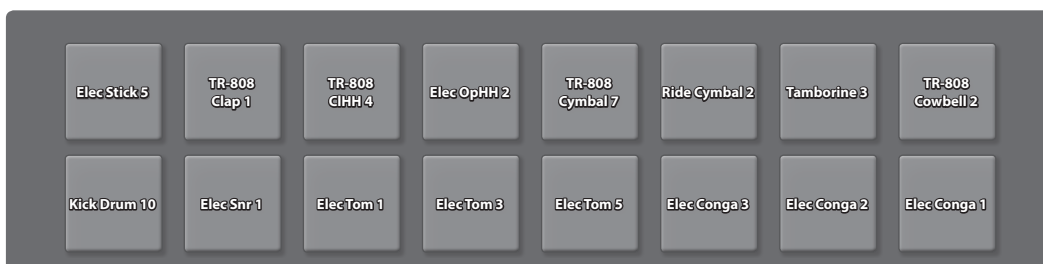 Elec Stick 5
TR-808
Clap 1
TR-808
ClHH 4
Elec OpHH 2
TR-808
Cymbal 7
Ride Cymbal 2
Tamborine 3
TR-808
Cowbell 2
Kick Drum 10
Elec Snr 1
Elec Tom 1
Elec Tom 3
Elec Tom 5
Elec Conga 3
Elec Conga 2
Elec Conga 1